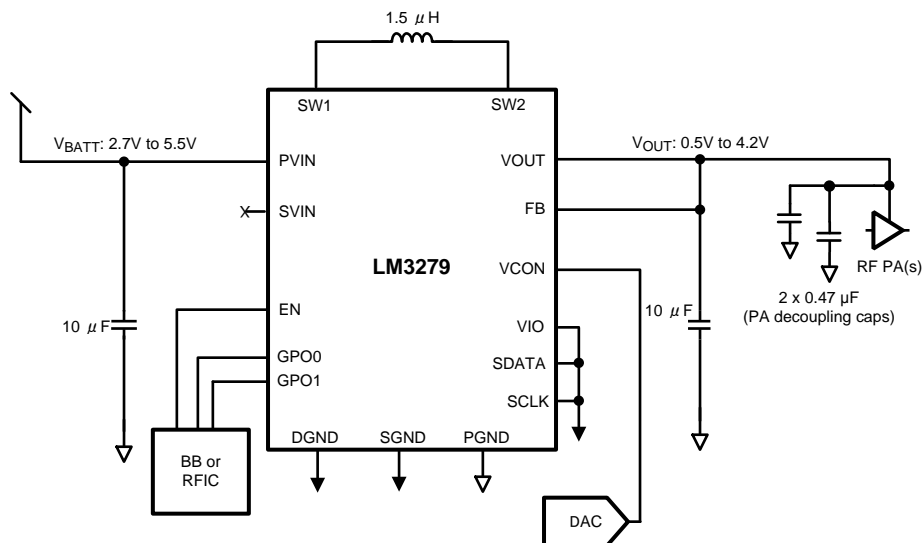 1.5 μH
SW1
SW2
VBATT: 2.7V to 5.5V
PVIN
VOUT
VOUT: 0.5V to 4.2V
SVIN
FB
LM3279
VCON
RF PA(s)
2 x 0.47 µF
(PA decoupling caps)
EN
10 μF
VIO
10 μF
GPO0
SDATA
GPO1
SCLK
DGND
SGND
PGND
BB or
RFIC
DAC